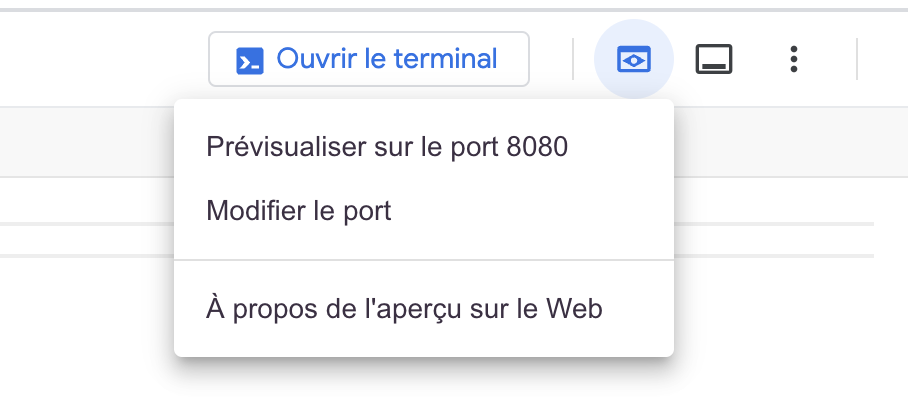 Ouvrir le terminal
Prévisualiser sur le port 8080
Modifier le port
À propos de l'aperçu sur le Web